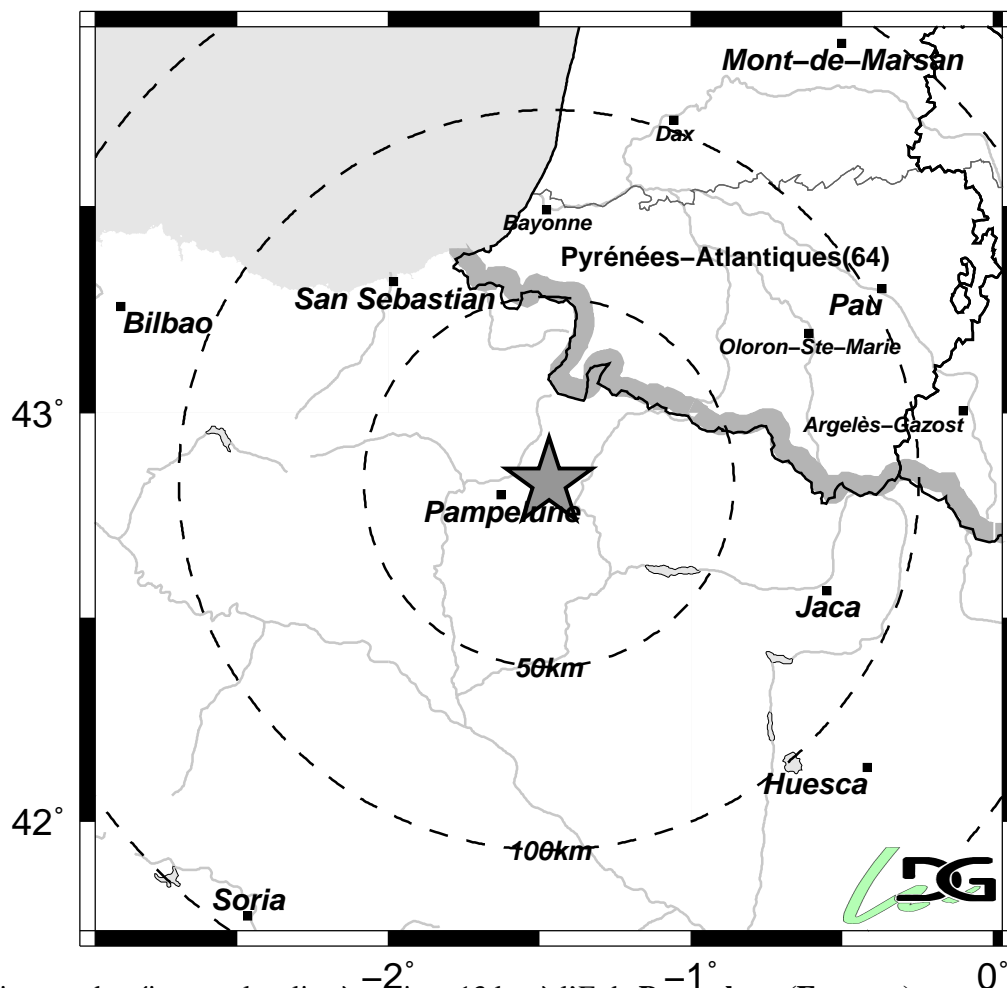 Mont–de–Marsan
Dax
Bayonne
Pyrénées–Atlantiques(64)
San Sebastian
Pau
Bilbao
Oloron–Ste–Marie
43°
Argelès–Gazost
Pampelune
Jaca
50km
Huesca
42°
100km
DG
Soria
–2°
–1°
0°